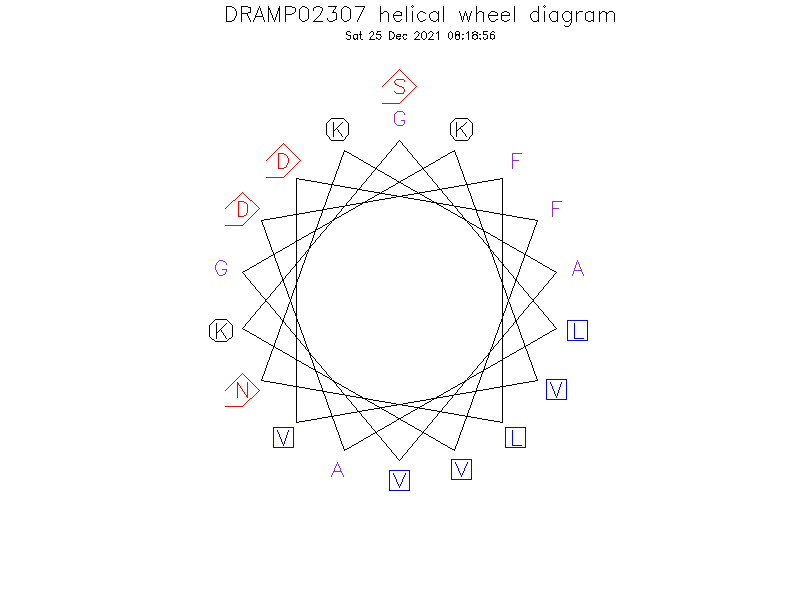 DRAMP02307 helical wheel diagram
Sat 25 Dec 2021 08:18:56
S
K G K
D F
D F
G A
K L
N V
V L
A V V